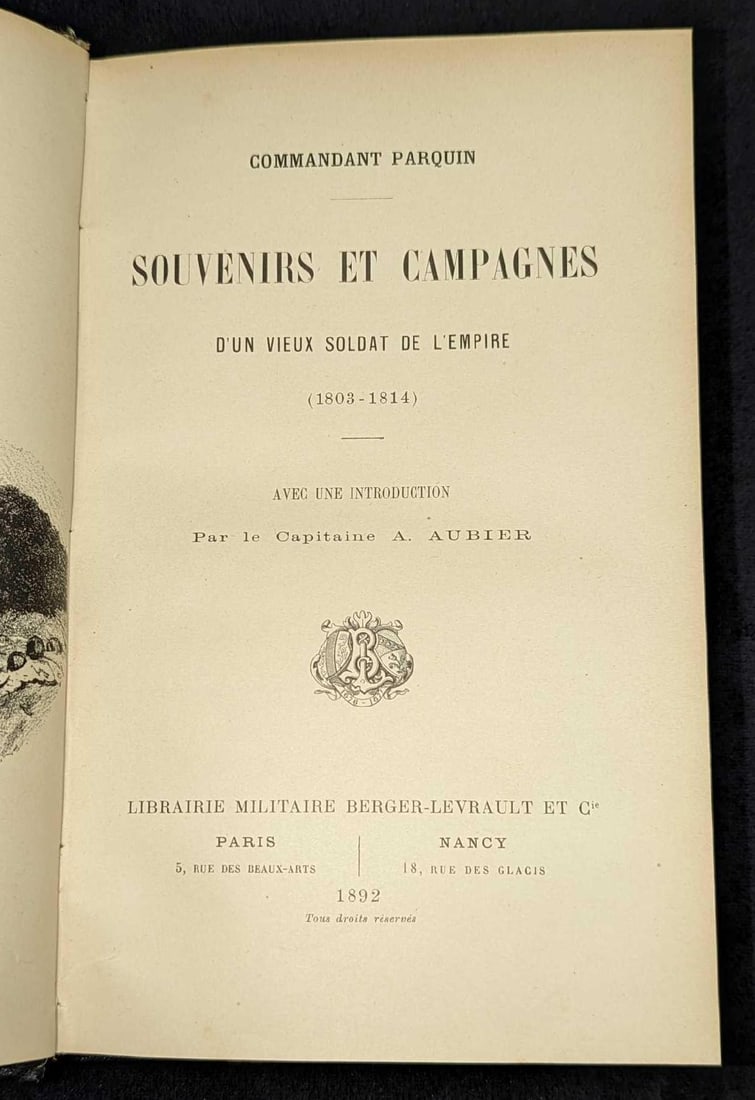 COMMANDANT PARQUIN
SOUVENIRS ET CAMPAGNES
D'UN VIEUX SOLDAT DE L'EMPIRE
(1803-1814)
AVEC UNE INTRODUCTION
Par le Capitaine A. AUBIER
LIBRAIRIE MILITAIRE BERGER-LEVRAULT ET Cie
PARIS
5, RUE DES BEAUX-ARTS
NANCY
18, RUE DES GLACIS
1892
Tous droits réservés